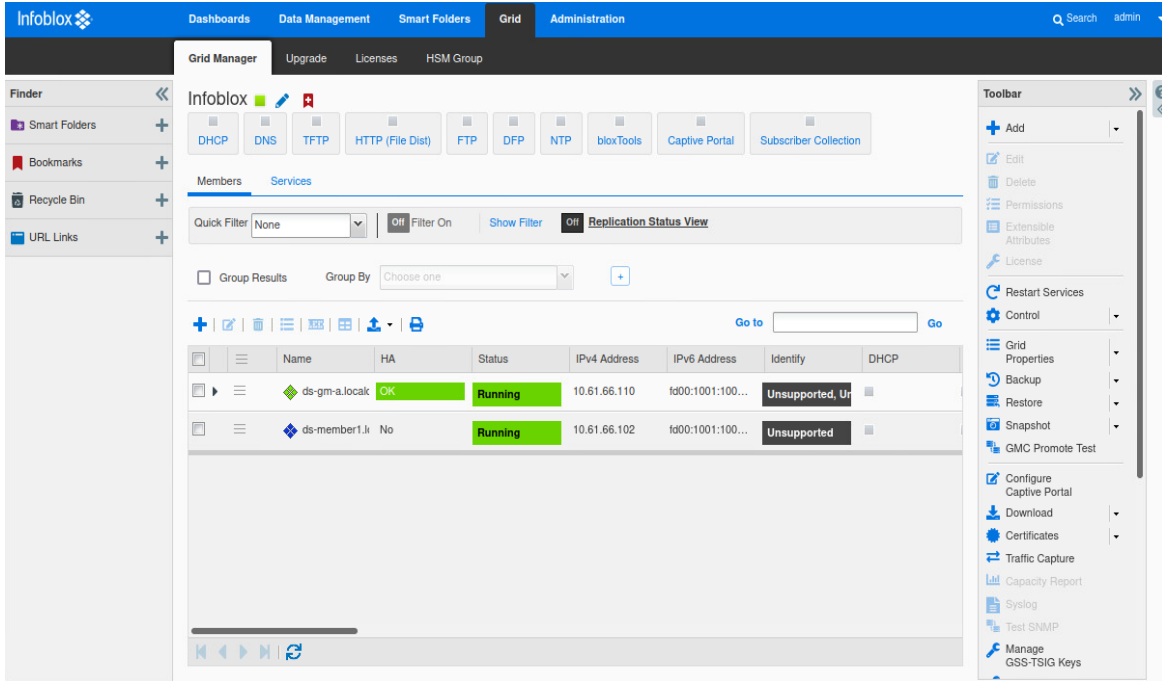 Infoblox
Dashboards Data Management Smart Folders Grid Administration
Search admin
Grid Manager Upgrade Licenses HSM Group
Finder
Smart Folders
Bookmarks
Recycle Bin
URL Links
Infoblox
DHCP DNS TFTP HTTP (File Dist) FTP DFP NTP bloxTools Captive Portal Subscriber Collection
Members Services
Quick Filter None Off Filter On Show Filter Off Replication Status View
Group Results Group By Choose one
Go to Go
Name HA Status IPv4 Address IPv6 Address Identify DHCP
ds-gm-a.locald OK Running 10.61.66.110 fd00:1001:100... Unsupported, Ur
ds-member1.lo No Running 10.61.66.102 fd00:1001:100... Unsupported
Toolbar
Add
Edit
Delete
Permissions
Extensible
Attributes
License
Restart Services
Control
Grid
Properties
Backup
Restore
Snapshot
GMC Promote Test
Configure
Captive Portal
Download
Certificates
Traffic Capture
Capacity Report
Syslog
Test SNMP
Manage
GSS-TSIG Keys